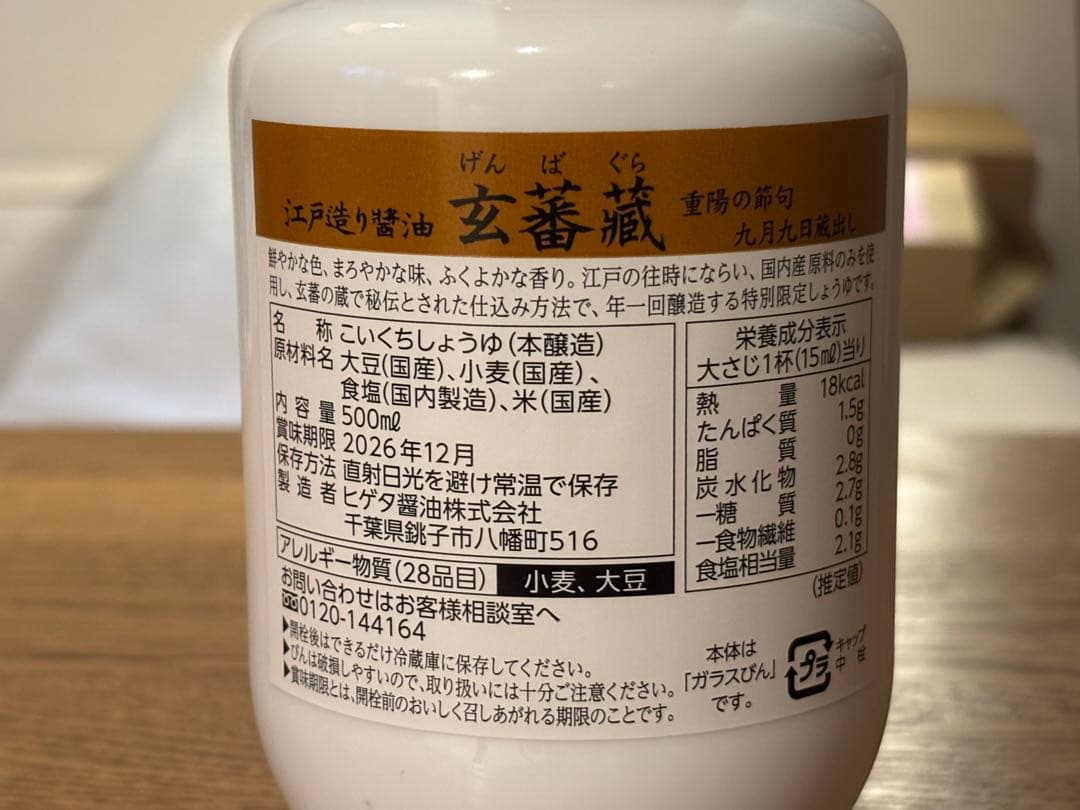 げんばぐら
江戸造り醬油 玄蕃蔵 重陽の節句
九月九日蔵出し
鮮やかな色、まろやかな味、ふくよかな香り。江戸の往時にならい、国内産原料のみを使
用し、玄蕃の蔵で秘伝とされた仕込み方法で、年一回醸造する特別限定しょうゆです。
名称 こいくちしょうゆ(本醸造)
原材料名 大豆(国産)、小麦(国産)、
食塩(国内製造)、米(国産)
内容量 500㎖
賞味期限 2026年12月
保存方法 直射日光を避け常温で保存
製造者 ヒゲタ醤油株式会社
千葉県銚子市八幡町516
アレルギー物質(28品目) 小麦、大豆
お問い合わせはお客様相談室へ
0120-144164
▶開栓後はできるだけ冷蔵庫に保存してください。
▶びんは破損しやすいので、取り扱いには十分ご注意ください。
▶賞味期限とは、開栓前のおいしく召しあがれる期限のことです。
栄養成分表示
大さじ1杯(15㎖)当り
熱量 18kcal
たんぱく質 1.5g
脂質 0g
炭水化物 2.8g
ー糖質 2.7g
ー食物繊維 0.1g
食塩相当量 2.1g
(推定値)
本体は
「ガラスびん」
です。
プラ
キャップ
中栓